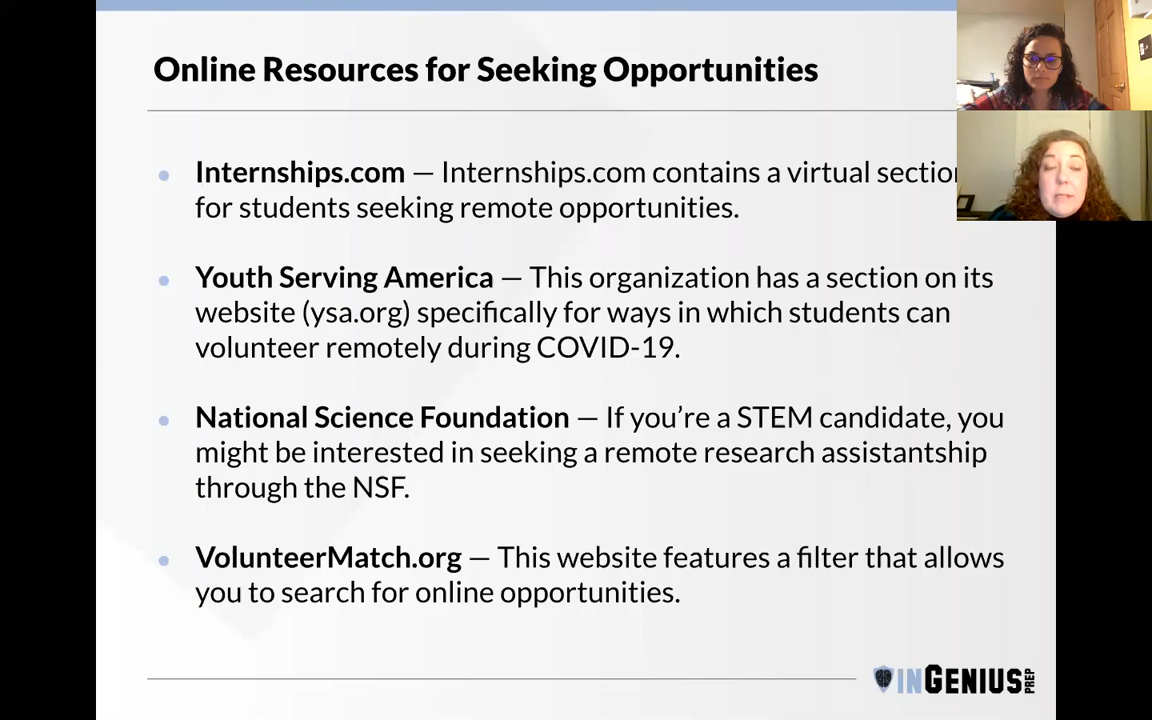 Online Resources for Seeking Opportunities
Internships.com — Internships.com contains a virtual section
for students seeking remote opportunities.
Youth Serving America — This organization has a section on its
website (ysa.org) specifically for ways in which students can
volunteer remotely during COVID-19.
National Science Foundation — If you're a STEM candidate, you
might be interested in seeking a remote research assistantship
through the NSF.
VolunteerMatch.org — This website features a filter that allows
you to search for online opportunities.
INGENIUS PREP